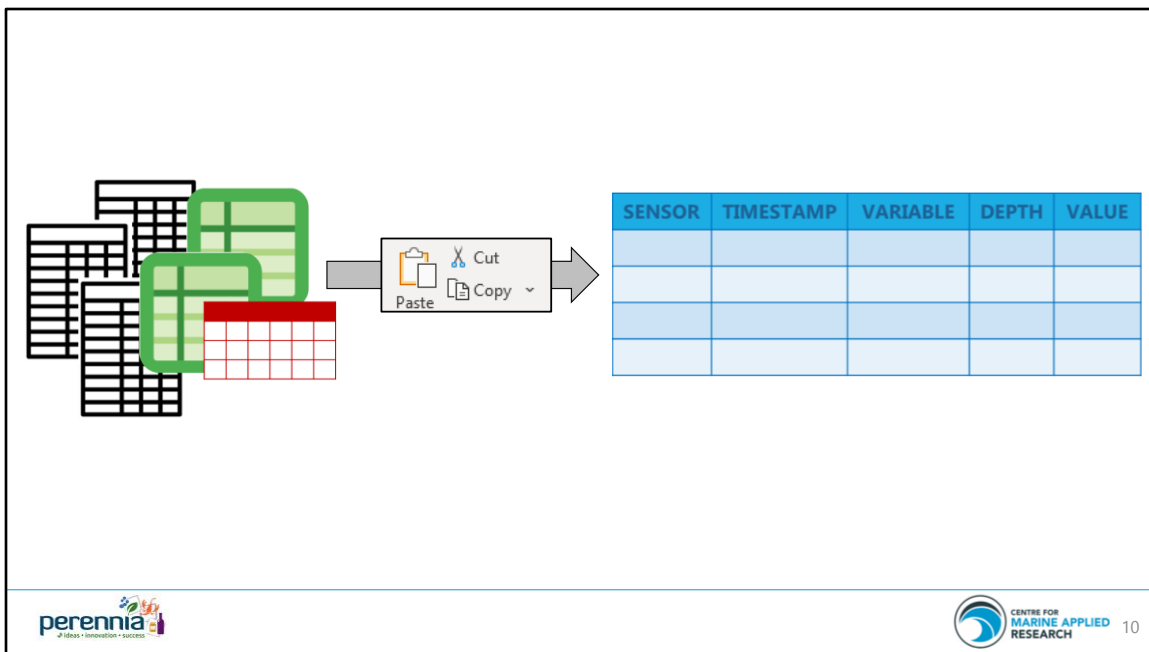 Cut
Copy
Paste
SENSOR TIMESTAMP VARIABLE DEPTH VALUE
perennia
ideas • innovation • success
CENTRE FOR
MARINE APPLIED
RESEARCH
10